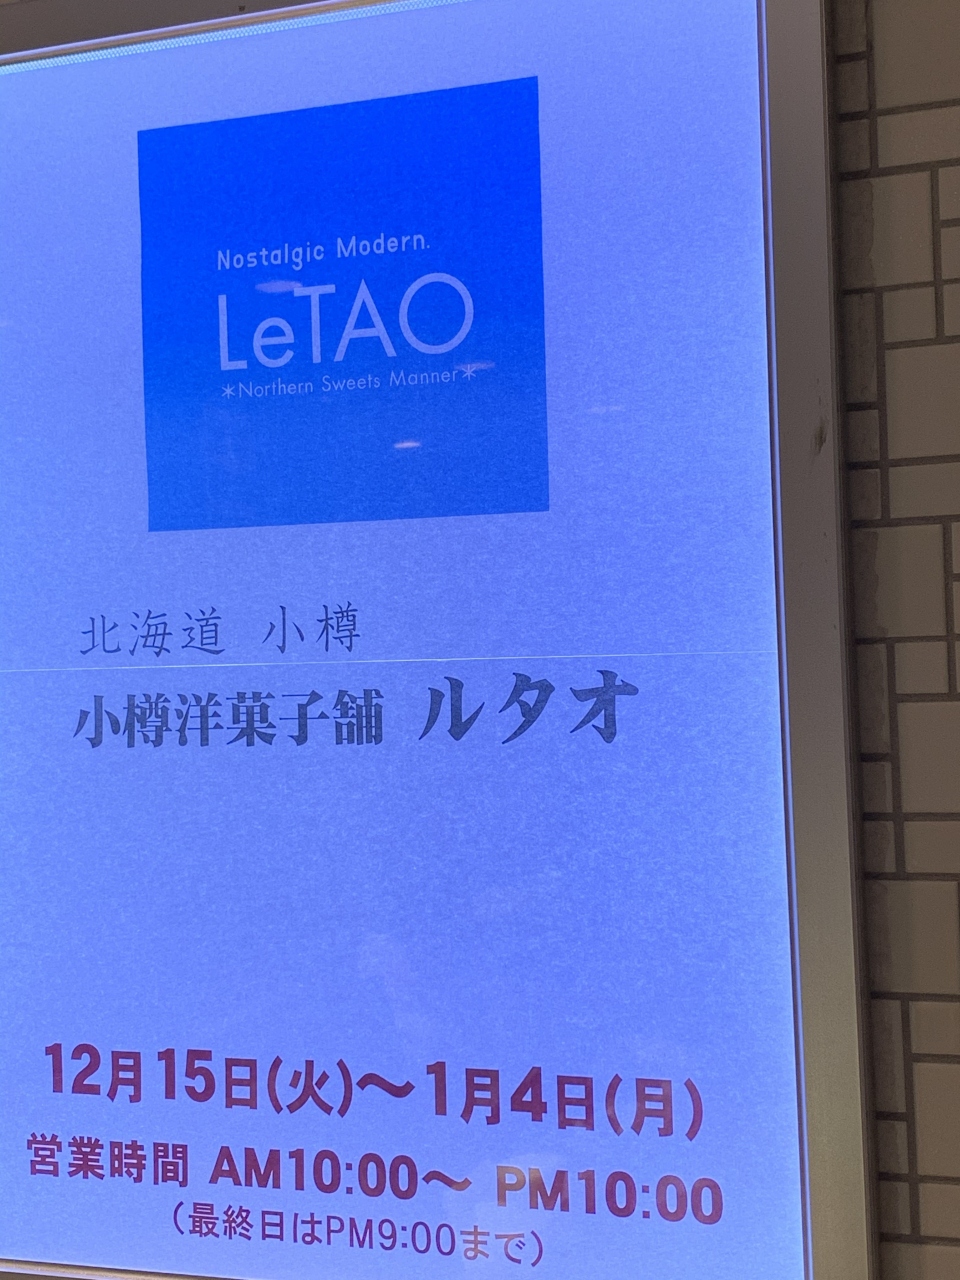 Nostalgic Modern.
LeTAO
*Northern Sweets Manner*
北海道 小樽
小樽洋菓子舗 ルタオ
12月15日(火)〜1月4日(月)
営業時間 AM10:00〜 PM10:00
(最終日はPM9:00まで)